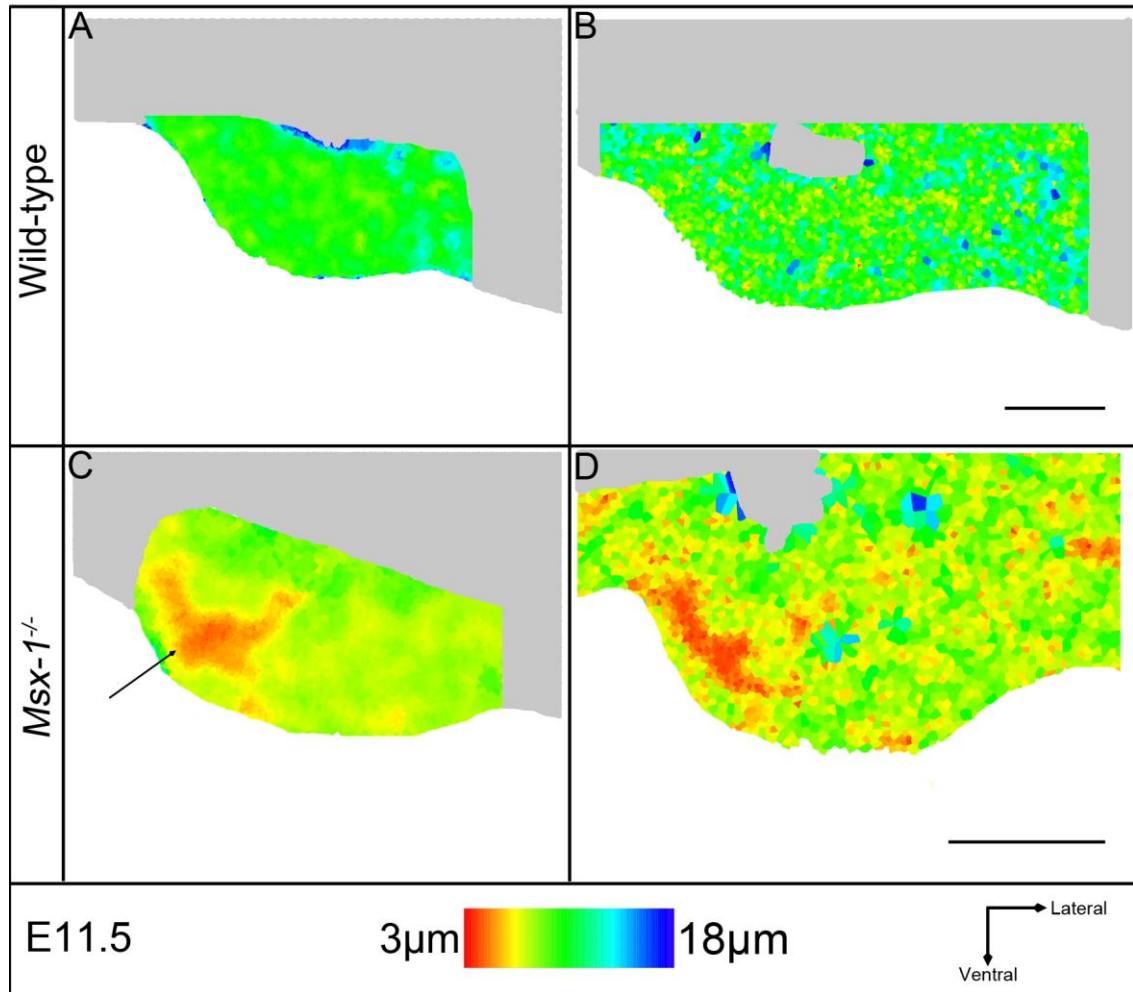 A
B
Wild-type
C
D
Msx-1-/-
E11.5
3µm
18µm
Lateral
Ventral